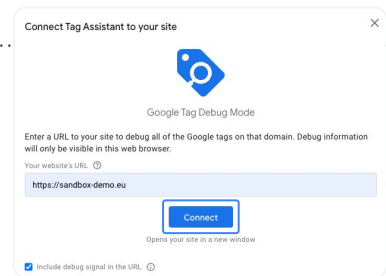 Connect Tag Assistant to your site
Google Tag Debug Mode
Enter a URL to your site to debug all of the Google tags on that domain. Debug information
will only be visible in this web browser.
Your website's URL
https://sandbox-demo.eu
Connect
Opens your site in a new window
Include debug signal in the URL